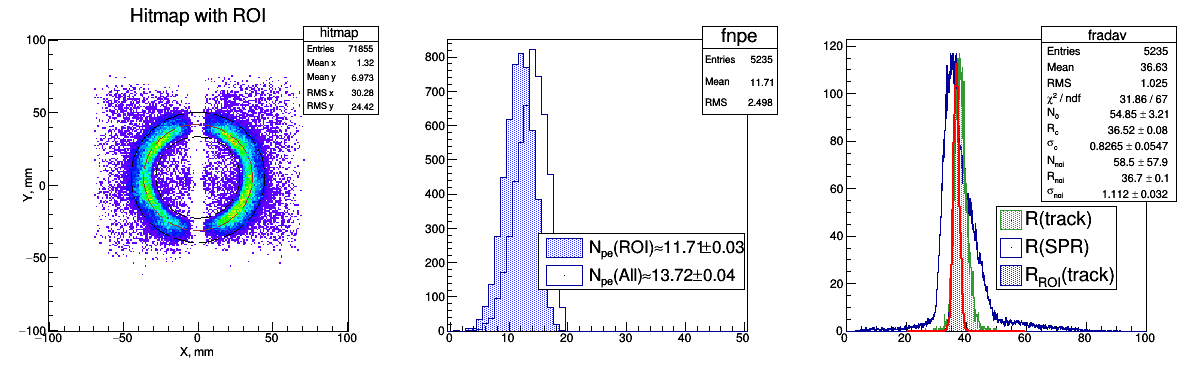 Hitmap with ROI
hitmap
Entries 71855
Mean x 1.32
Mean y 6.973
RMS x 30.28
RMS y 24.42
100
50
0
−50
−100
Y, mm
−100
−50
0
50
100
X, mm
fnpe
Entries 5235
Mean 11.71
RMS 2.498
800
700
600
500
400
300
200
100
0
N_pe(ROI)≈11.71±0.03
N_pe(All)≈13.72±0.04
0
10
20
30
40
50
fradav
Entries 5235
Mean 36.63
RMS 1.025
χ² / ndf 31.86 / 67
N₀ 54.85 ± 3.21
R_c 36.52 ± 0.08
σ_c 0.8265 ± 0.0547
N_noi 58.5 ± 57.9
R_noi 36.7 ± 0.1
σ_noi 1.112 ± 0.032
120
100
80
60
40
20
0
R(track)
R(SPR)
R_ROI(track)
0
20
40
60
80
100